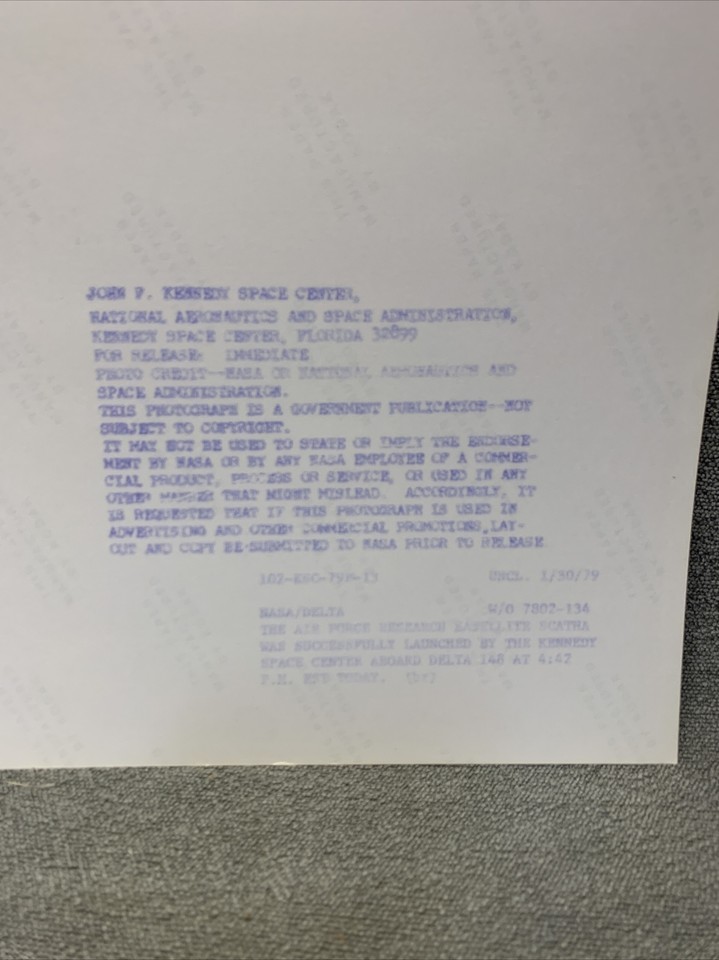 JOHN F. KENNEDY SPACE CENTER,
NATIONAL AERONAUTICS AND SPACE ADMINISTRATION,
KENNEDY SPACE CENTER, FLORIDA 32899
FOR RELEASE: IMMEDIATE
PHOTO CREDIT--NASA OR NATIONAL AERONAUTICS AND
SPACE ADMINISTRATION.
THIS PHOTOGRAPH IS A GOVERNMENT PUBLICATION--NOT
SUBJECT TO COPYRIGHT.
IT MAY NOT BE USED TO STATE OR IMPLY THE ENDORSE-
MENT BY NASA OR BY ANY NASA EMPLOYEE OF A COMMER-
CIAL PRODUCT, PROCESS OR SERVICE, OR USED IN ANY
OTHER MANNER THAT MIGHT MISLEAD. ACCORDINGLY, IT
IS REQUESTED THAT IF THIS PHOTOGRAPH IS USED IN
ADVERTISING AND OTHER COMMERCIAL PROMOTIONS, LAY-
OUT AND COPY BE SUBMITTED TO NASA PRIOR TO RELEASE.
102-KSC-79P-13 UNCL. 1/30/79
NASA/DELTA W/O 7802-134
THE AIR FORCE RESEARCH SATELLITE SCATHA
WAS SUCCESSFULLY LAUNCHED BY THE KENNEDY
SPACE CENTER ABOARD DELTA 148 AT 4:42
P.M. EST TODAY.